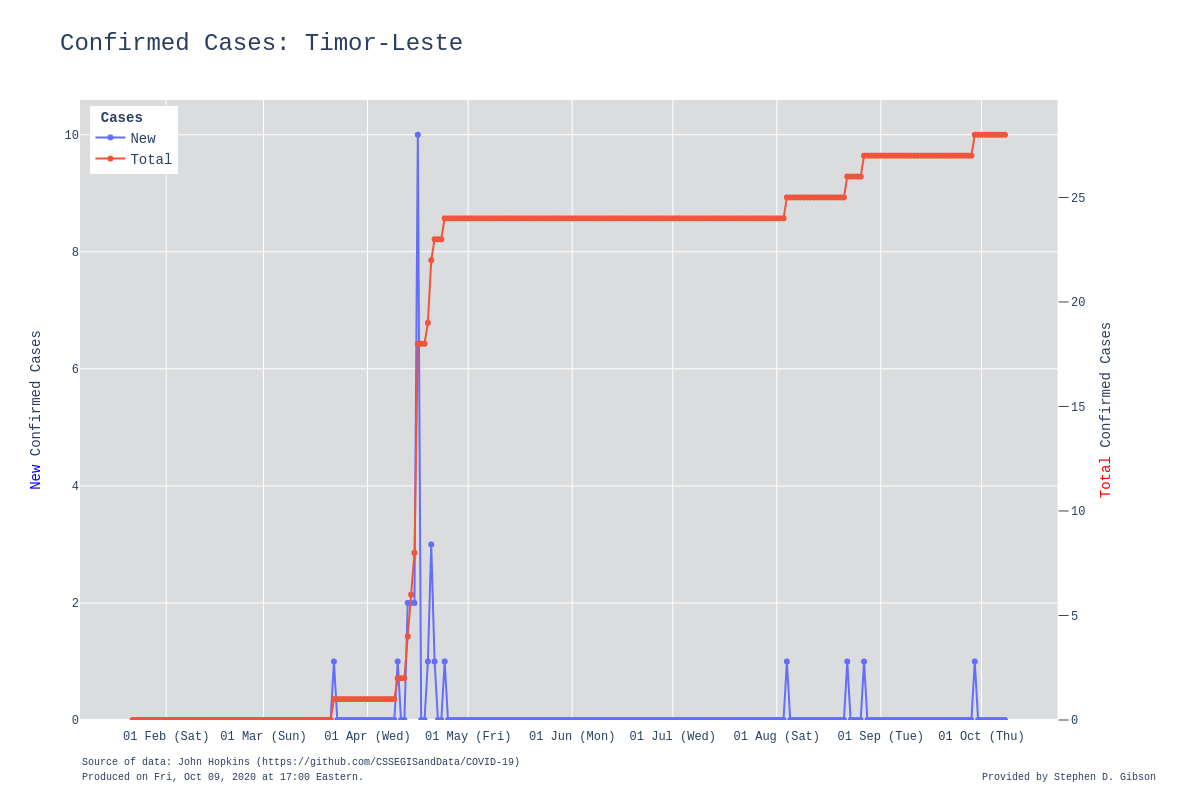 Confirmed Cases: Timor-Leste
Cases
New
Total
10
8
6
4
2
0
25
20
15
10
5
0
New Confirmed Cases
Total Confirmed Cases
01 Feb (Sat) 01 Mar (Sun) 01 Apr (Wed) 01 May (Fri) 01 Jun (Mon) 01 Jul (Wed) 01 Aug (Sat) 01 Sep (Tue) 01 Oct (Thu)
Source of data: John Hopkins (https://github.com/CSSEGISandData/COVID-19)
Produced on Fri, Oct 09, 2020 at 17:00 Eastern.
Provided by Stephen D. Gibson